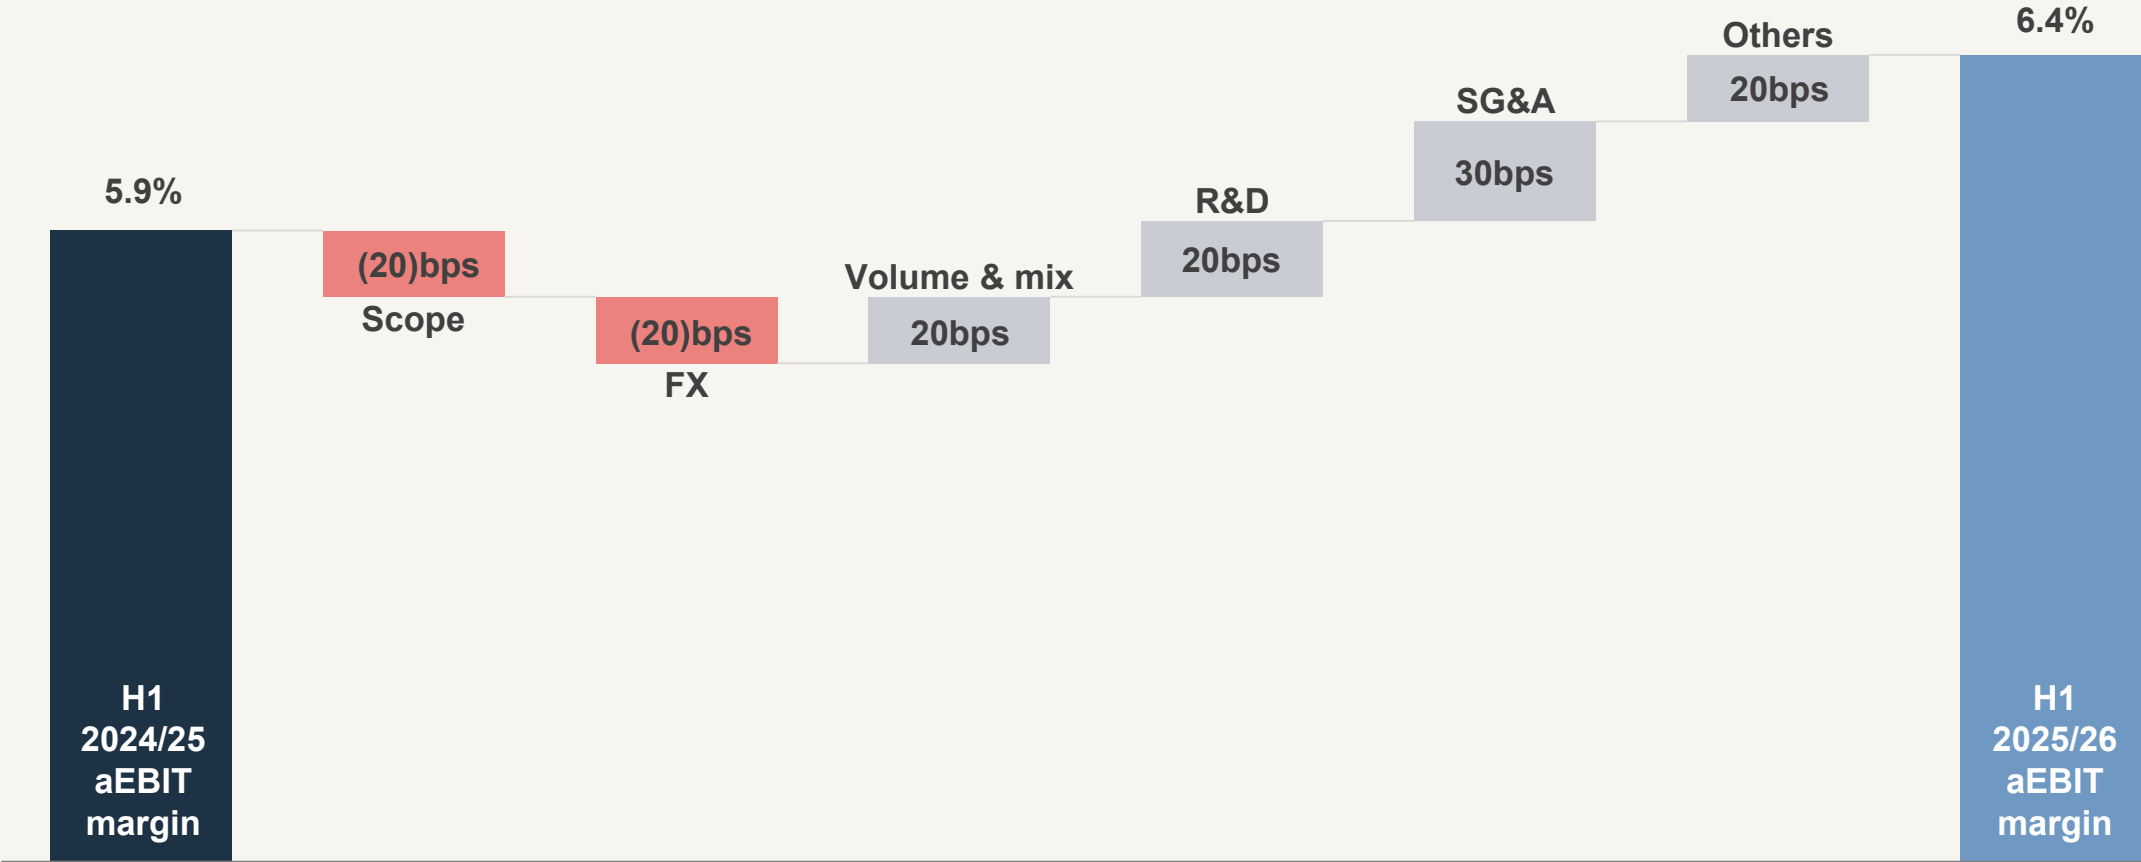 5.9%
H1
2024/25
aEBIT
margin
(20)bps
Scope
(20)bps
FX
Volume & mix
20bps
R&D
20bps
SG&A
30bps
Others
20bps
6.4%
H1
2025/26
aEBIT
margin